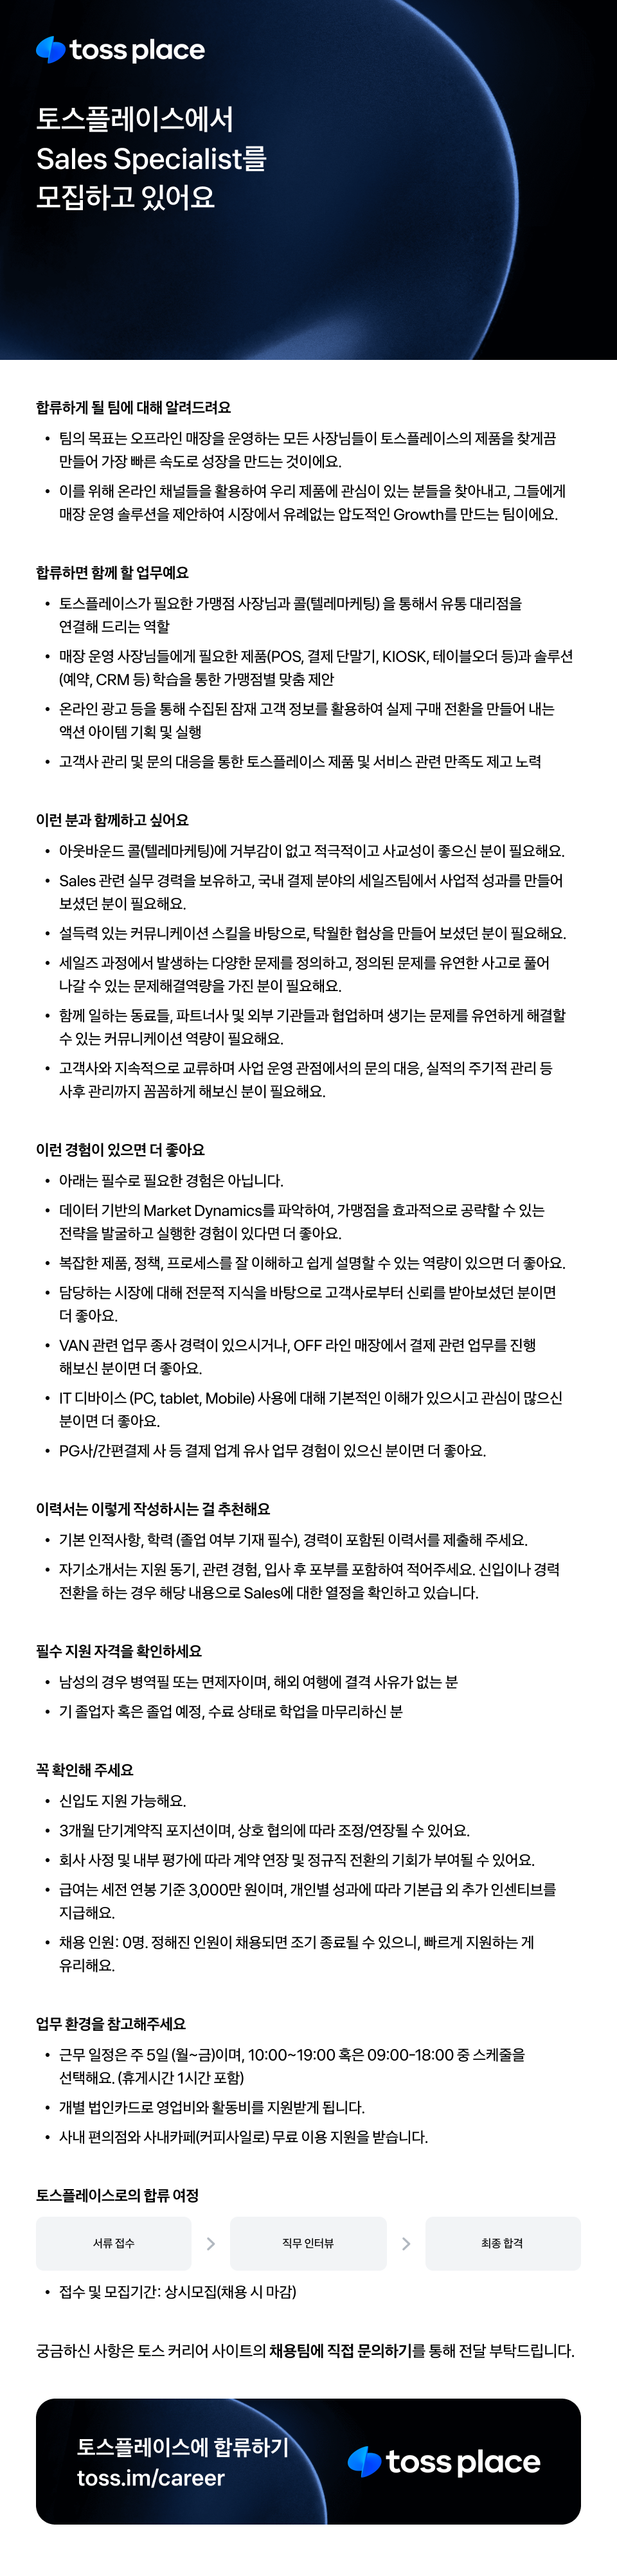 toss place
토스플레이스에서
Sales Specialist를
모집하고 있어요
합류하게 될 팀에 대해 알려드려요
• 팀의 목표는 오프라인 매장을 운영하는 모든 사장님들이 토스플레이스의 제품을 찾게끔
만들어 가장 빠른 속도로 성장을 만드는 것이에요.
• 이를 위해 온라인 채널들을 활용하여 우리 제품에 관심이 있는 분들을 찾아내고, 그들에게
매장 운영 솔루션을 제안하여 시장에서 유례없는 압도적인 Growth를 만드는 팀이에요.
합류하면 함께 할 업무예요
• 토스플레이스가 필요한 가맹점 사장님과 콜(텔레마케팅) 을 통해서 유통 대리점을
연결해 드리는 역할
• 매장 운영 사장님들에게 필요한 제품(POS, 결제 단말기, KIOSK, 테이블오더 등)과 솔루션
(예약, CRM 등) 학습을 통한 가맹점별 맞춤 제안
• 온라인 광고 등을 통해 수집된 잠재 고객 정보를 활용하여 실제 구매 전환을 만들어 내는
액션 아이템 기획 및 실행
• 고객사 관리 및 문의 대응을 통한 토스플레이스 제품 및 서비스 관련 만족도 제고 노력
이런 분과 함께하고 싶어요
• 아웃바운드 콜(텔레마케팅)에 거부감이 없고 적극적이고 사교성이 좋으신 분이 필요해요.
• Sales 관련 실무 경력을 보유하고, 국내 결제 분야의 세일즈팀에서 사업적 성과를 만들어
보셨던 분이 필요해요.
• 설득력 있는 커뮤니케이션 스킬을 바탕으로, 탁월한 협상을 만들어 보셨던 분이 필요해요.
• 세일즈 과정에서 발생하는 다양한 문제를 정의하고, 정의된 문제를 유연한 사고로 풀어
나갈 수 있는 문제해결역량을 가진 분이 필요해요.
• 함께 일하는 동료들, 파트너사 및 외부 기관들과 협업하며 생기는 문제를 유연하게 해결할
수 있는 커뮤니케이션 역량이 필요해요.
• 고객사와 지속적으로 교류하며 사업 운영 관점에서의 문의 대응, 실적의 주기적 관리 등
사후 관리까지 꼼꼼하게 해보신 분이 필요해요.
이런 경험이 있으면 더 좋아요
• 아래는 필수로 필요한 경험은 아닙니다.
• 데이터 기반의 Market Dynamics를 파악하여, 가맹점을 효과적으로 공략할 수 있는
전략을 발굴하고 실행한 경험이 있다면 더 좋아요.
• 복잡한 제품, 정책, 프로세스를 잘 이해하고 쉽게 설명할 수 있는 역량이 있으면 더 좋아요.
• 담당하는 시장에 대해 전문적 지식을 바탕으로 고객사로부터 신뢰를 받아보셨던 분이면
더 좋아요.
• VAN 관련 업무 종사 경력이 있으시거나, OFF 라인 매장에서 결제 관련 업무를 진행
해보신 분이면 더 좋아요.
• IT 디바이스 (PC, tablet, Mobile) 사용에 대해 기본적인 이해가 있으시고 관심이 많으신
분이면 더 좋아요.
• PG사/간편결제 사 등 결제 업계 유사 업무 경험이 있으신 분이면 더 좋아요.
이력서는 이렇게 작성하시는 걸 추천해요
• 기본 인적사항, 학력 (졸업 여부 기재 필수), 경력이 포함된 이력서를 제출해 주세요.
• 자기소개서는 지원 동기, 관련 경험, 입사 후 포부를 포함하여 적어주세요. 신입이나 경력
전환을 하는 경우 해당 내용으로 Sales에 대한 열정을 확인하고 있습니다.
필수 지원 자격을 확인하세요
• 남성의 경우 병역필 또는 면제자이며, 해외 여행에 결격 사유가 없는 분
• 기 졸업자 혹은 졸업 예정, 수료 상태로 학업을 마무리하신 분
꼭 확인해 주세요
• 신입도 지원 가능해요.
• 3개월 단기계약직 포지션이며, 상호 협의에 따라 조정/연장될 수 있어요.
• 회사 사정 및 내부 평가에 따라 계약 연장 및 정규직 전환의 기회가 부여될 수 있어요.
• 급여는 세전 연봉 기준 3,000만 원이며, 개인별 성과에 따라 기본급 외 추가 인센티브를
지급해요.
• 채용 인원: 0명. 정해진 인원이 채용되면 조기 종료될 수 있으니, 빠르게 지원하는 게
유리해요.
업무 환경을 참고해주세요
• 근무 일정은 주 5일 (월~금)이며, 10:00~19:00 혹은 09:00-18:00 중 스케줄을
선택해요. (휴게시간 1시간 포함)
• 개별 법인카드로 영업비와 활동비를 지원받게 됩니다.
• 사내 편의점와 사내카페(커피사일로) 무료 이용 지원을 받습니다.
토스플레이스로의 합류 여정
서류 접수 > 직무 인터뷰 > 최종 합격
• 접수 및 모집기간: 상시모집(채용 시 마감)
궁금하신 사항은 토스 커리어 사이트의 채용팀에 직접 문의하기를 통해 전달 부탁드립니다.
토스플레이스에 합류하기
toss.im/career
toss place